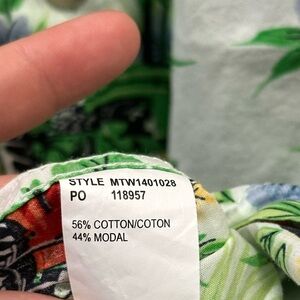 STYLE MTW1401028
PO 118957
56% COTTON/COTON
44% MODAL